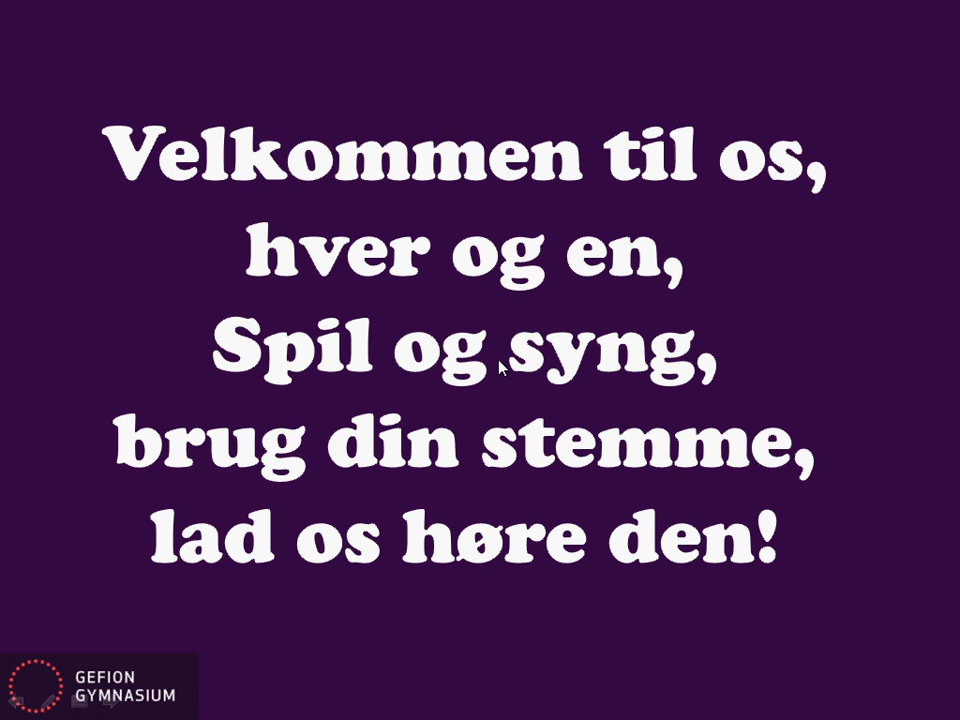 Velkommen til os,
hver og en,
Spil og syng,
brug din stemme,
lad os høre den!
GEFION
GYMNASIUM